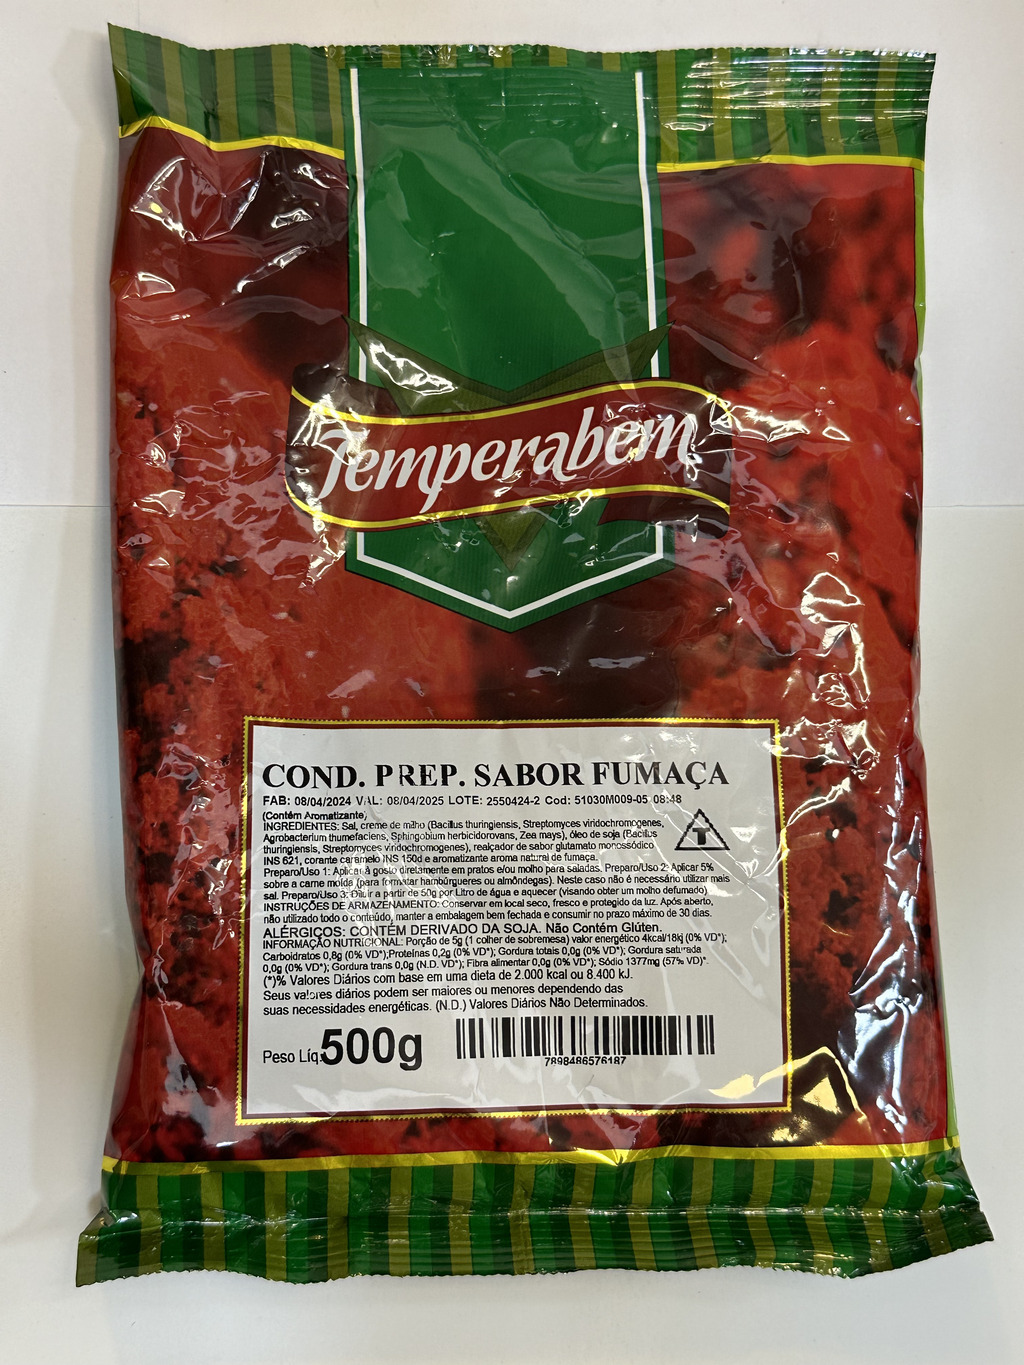 Temperabem
COND. PREP. SABOR FUMAÇA
FAB: 08/04/2024 VAL: 08/04/2025 LOTE: 2550424-2 Cod: 51030M009-05 08:48
(Contém Aromatizante)
INGREDIENTES: Sal, creme de milho (Bacillus thuringiensis, Streptomyces viridochromogenes,
Agrobacterium thumefaciens, Sphingobium herbicidorovans, Zea mays), óleo de soja (Bacillus
thuringiensis, Streptomyces viridochromogenes), realçador de sabor glutamato monossódico
INS 621, corante caramelo INS 150d e aromatizante aroma natural de fumaça.
T
Preparo/Uso 1: Aplicar à gosto diretamente em pratos e/ou molho para saladas. Preparo/Uso 2: Aplicar 5%
sobre a carne moída (para formatar hambúrgueres ou almôndegas). Neste caso não é necessário utilizar mais
sal. Preparo/Uso 3: Diluir a partir de 50g por Litro de água e aquecer (visando obter um molho defumado)
INSTRUÇÕES DE ARMAZENAMENTO: Conservar em local seco, fresco e protegido da luz. Após aberto,
não utilizado todo o conteúdo, manter a embalagem bem fechada e consumir no prazo máximo de 30 dias.
ALÉRGICOS: CONTÉM DERIVADO DA SOJA. Não Contém Glúten.
INFORMAÇÃO NUTRICIONAL: Porção de 5g (1 colher de sobremesa) valor energético 4kcal/18kj (0% VD*);
Carboidratos 0,8g (0% VD*);Proteínas 0,2g (0% VD*); Gordura totais 0,0g (0% VD*); Gordura saturada
0,0g (0% VD*); Gordura trans 0,0g (N.D. VD*); Fibra alimentar 0,0g (0% VD*); Sódio 1377mg (57% VD)*.
(*)% Valores Diários com base em uma dieta de 2.000 kcal ou 8.400 kJ.
Seus valores diários podem ser maiores ou menores dependendo das
suas necessidades energéticas. (N.D.) Valores Diários Não Determinados.
Peso Líq: 500g
7898486576187